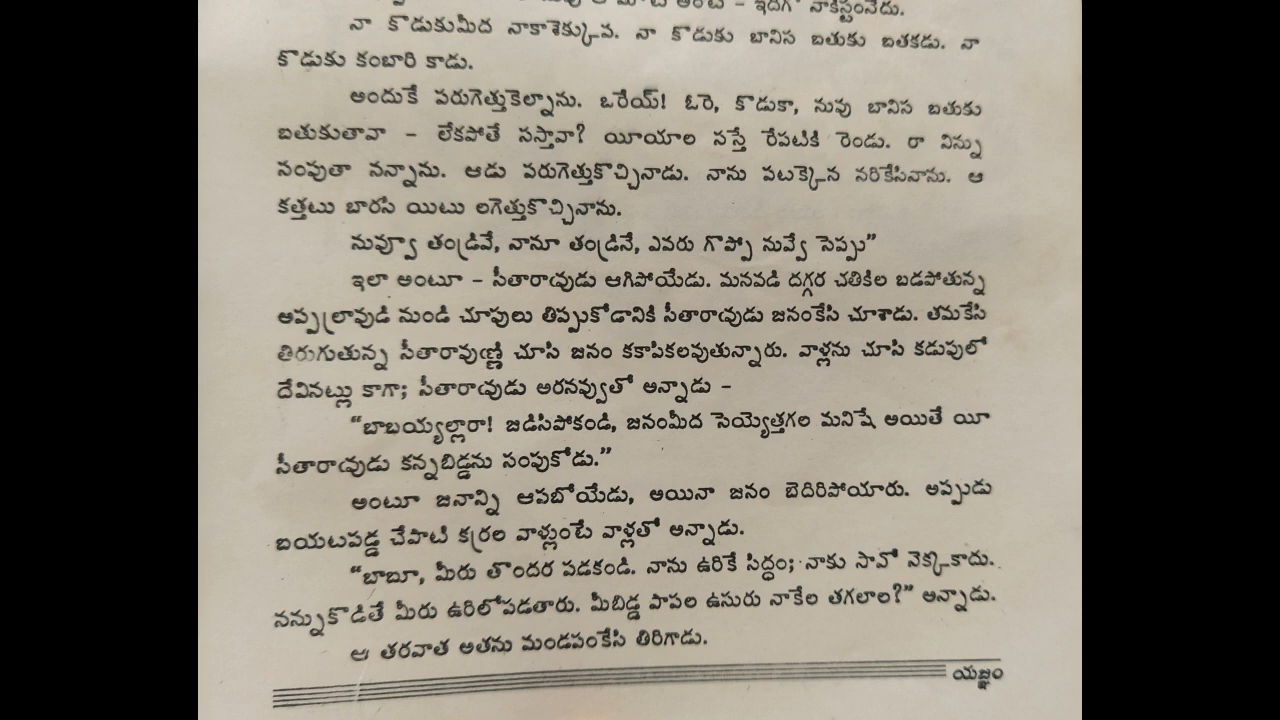 నాకిస్టంనేదు.
నా కొడుకుమీద నాకాశెక్కువ. నా కొడుకు బానిస బతుకు బతకడు. నా
కొడుకు కంబారి కాడు.
అందుకే పరుగెత్తుకెల్నాను. ఒరేయ్! ఓరె, కొడుకా, నువు బానిస బతుకు
బతుకుతావా - లేకపోతే సస్తావా? యీయాల సస్తే రేపటికి రెండు. రా నిన్ను
సంపుతా నన్నాను. ఆడు పరుగెత్తుకొచ్చినాడు. నాను పటక్కైన నరికేసినాను. ఆ
కత్తటు బారసి యిటు లగెత్తుకొచ్చినాను.
నువ్వూ తండ్రివే, నానూ తండ్రినే, ఎవరు గొప్పో నువ్వే సెప్పు”
ఇలా అంటూ - సీతారాఁవుడు ఆగిపోయేడు. మనవడి దగ్గర చతికిల బడపోతున్న
అప్పల్రావుడి నుండి చూపులు తిప్పుకోడానికి సీతారాఁవుడు జనంకేసి చూశాడు. తమకేసి
తిరుగుతున్న సీతారావుణ్ణి చూసి జనం కకాపికలవుతున్నారు. వాళ్లను చూసి కడుపులో
దేవినట్లు కాగా; సీతారాఁవుడు అరనవ్వుతో అన్నాడు -
“బాబయ్యల్లారా! జడిసిపోకండి, జనంమీద సెయ్యెత్తగల మనిషే అయితే యీ
సీతారాఁవుడు కన్నబిడ్డను సంపుకోడు.”
అంటూ జనాన్ని ఆపబోయేడు, అయినా జనం బెదిరిపోయారు. అప్పుడు
బయటపడ్డ చేపాటి కర్రల వాళ్లుంటే వాళ్లతో అన్నాడు.
“బాబూ, మీరు తొందర పడకండి. నాను ఉరికే సిద్ధం; నాకు సావో వెక్కకాదు.
నన్నుకొడితే మీరు ఉరిలోపడతారు. మీబిడ్డ పాపల ఉసురు నాకేల తగలాల?” అన్నాడు.
ఆ తరవాత అతను మండపంకేసి తిరిగాడు.
యజ్ఞం